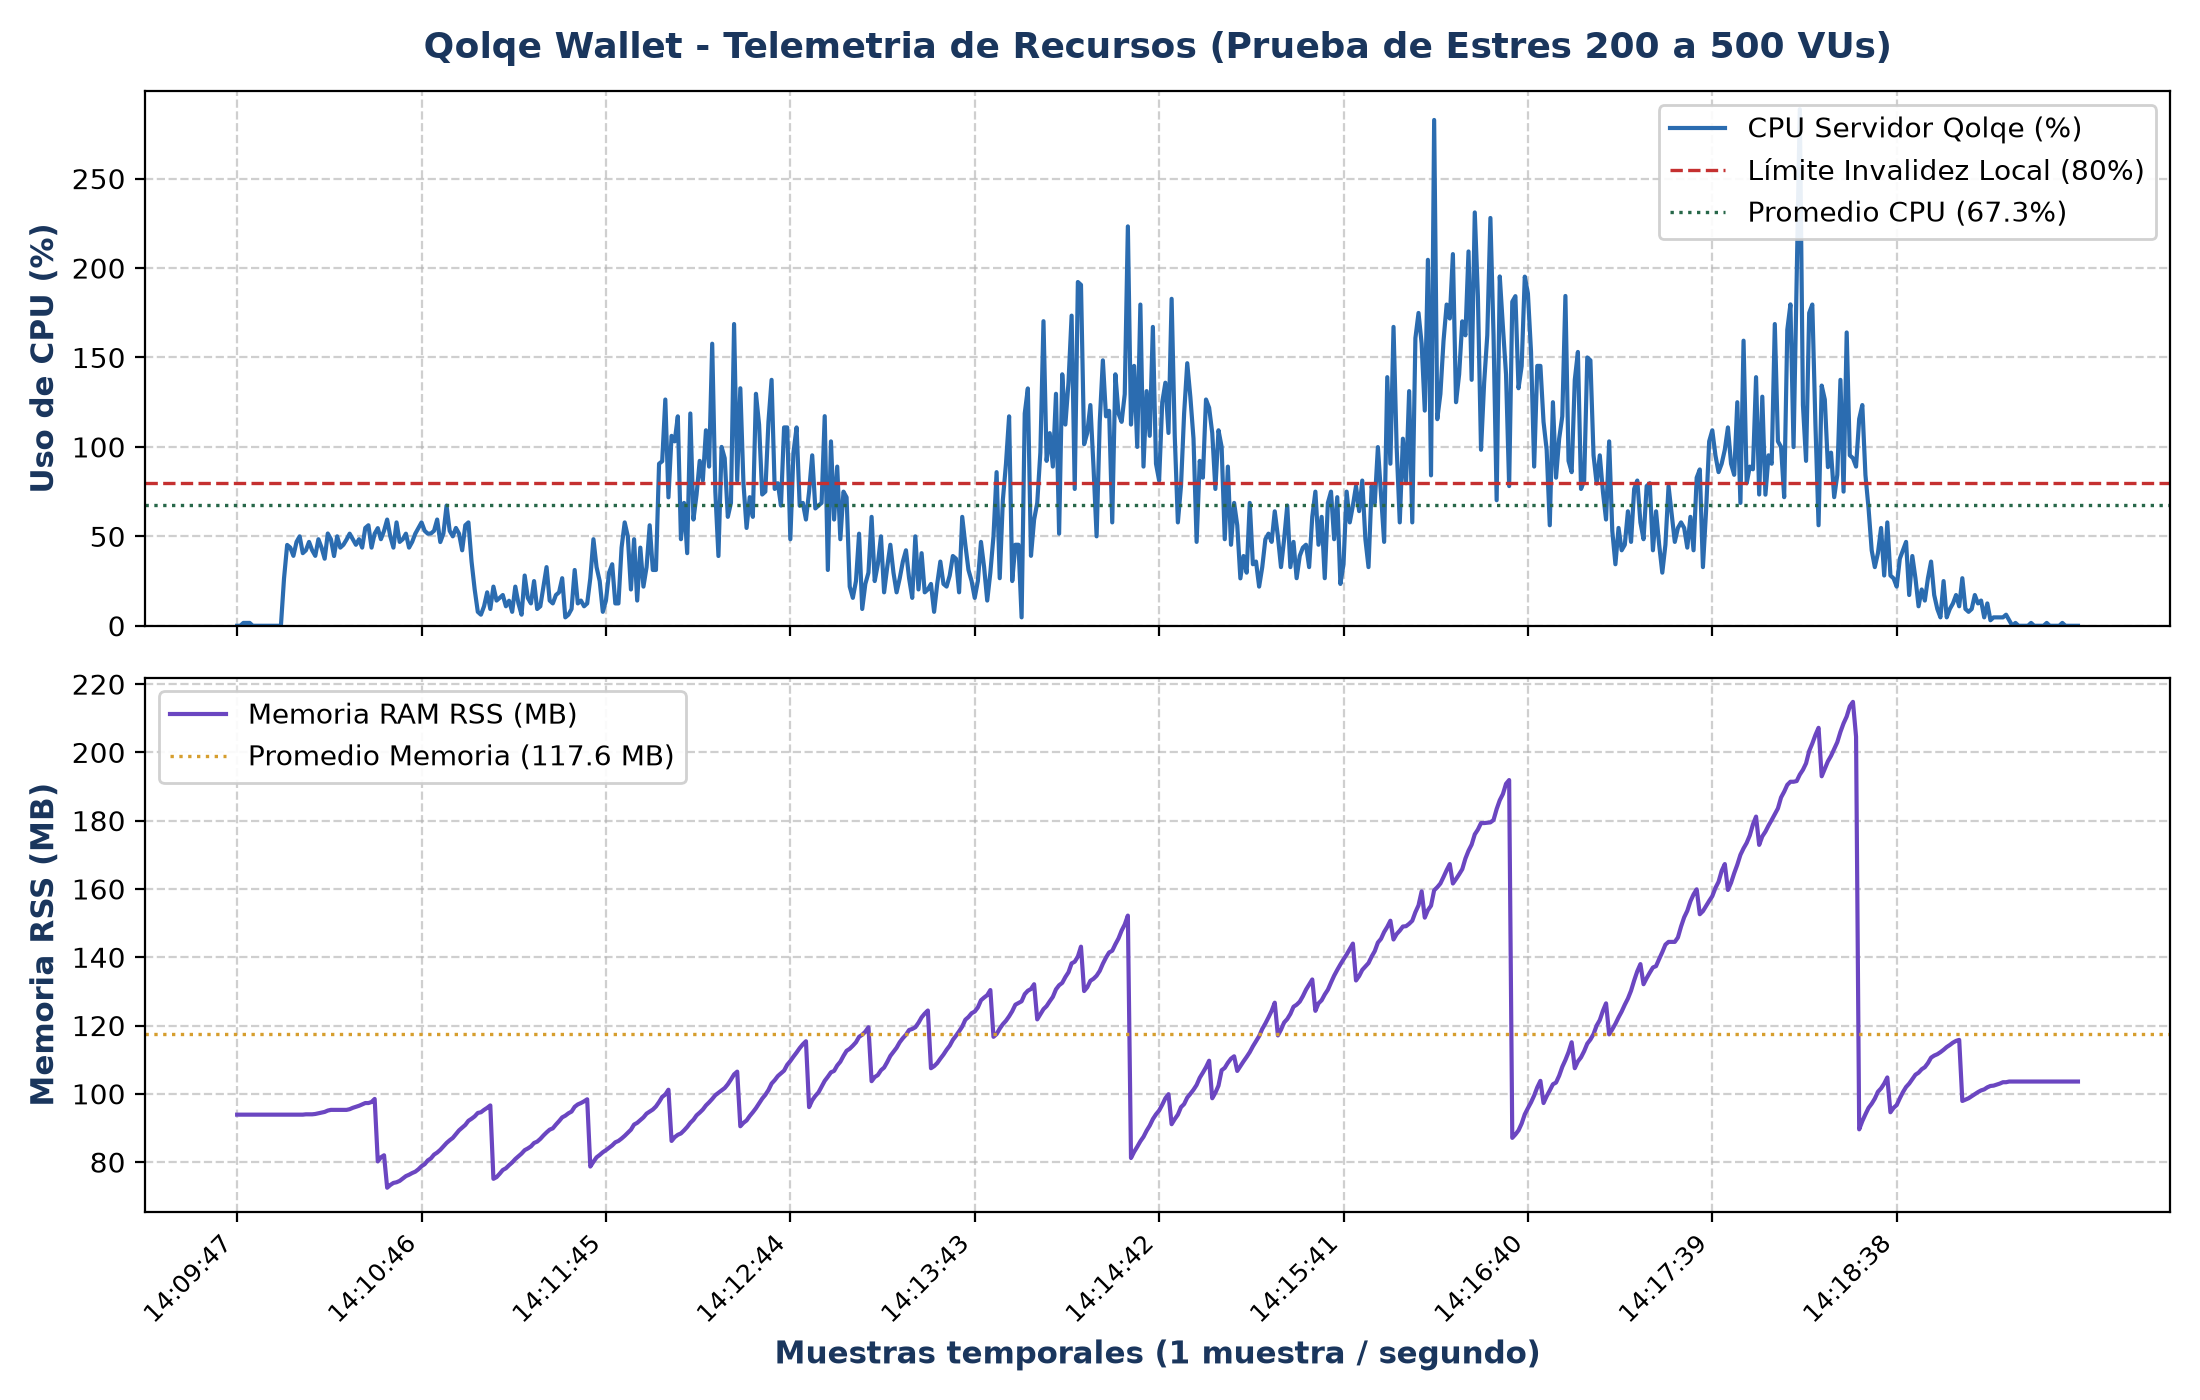 Qolqe Wallet - Telemetria de Recursos (Prueba de Estres 200 a 500 VUs)
Uso de CPU (%)
250
200
150
100
50
0
CPU Servidor Qolqe (%)
Límite Invalidez Local (80%)
Promedio CPU (67.3%)
Memoria RSS (MB)
220
200
180
160
140
120
100
80
Memoria RAM RSS (MB)
Promedio Memoria (117.6 MB)
14:09:47
14:10:46
14:11:45
14:12:44
14:13:43
14:14:42
14:15:41
14:16:40
14:17:39
14:18:38
Muestras temporales (1 muestra / segundo)